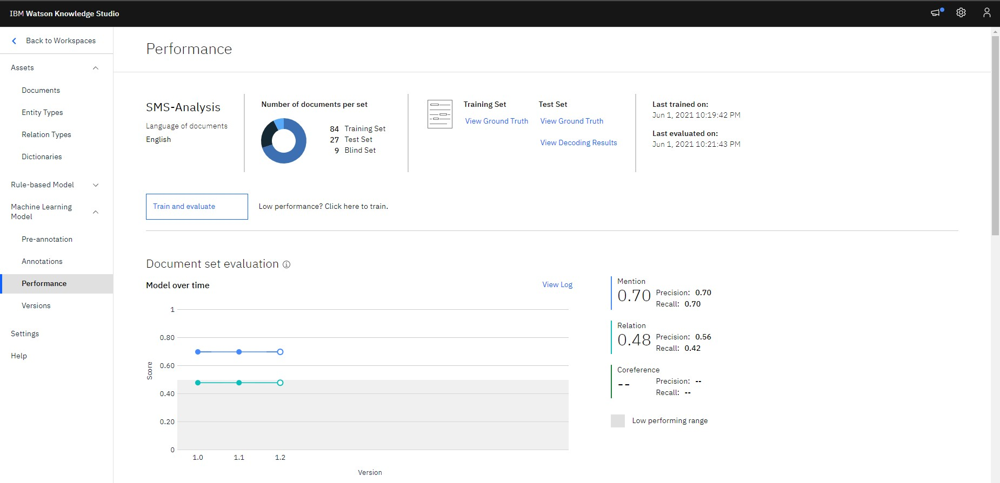 IBM Watson Knowledge Studio
Back to Workspaces
Assets
Documents
Entity Types
Relation Types
Dictionaries
Rule-based Model
Machine Learning
Model
Pre-annotation
Annotations
Performance
Versions
Settings
Help
Performance
SMS-Analysis
Language of documents
English
Number of documents per set
84 Training Set
27 Test Set
9 Blind Set
Training Set
View Ground Truth
Test Set
View Ground Truth
View Decoding Results
Last trained on:
Jun 1, 2021 10:19:42 PM
Last evaluated on:
Jun 1, 2021 10:21:43 PM
Train and evaluate
Low performance? Click here to train.
Document set evaluation
Model over time
View Log
1
0.80
0.60
0.40
0.20
0
Score
1.0 1.1 1.2
Version
Mention
0.70
Precision: 0.70
Recall: 0.70
Relation
0.48
Precision: 0.56
Recall: 0.42
Coreference
--
Precision: --
Recall: --
Low performing range